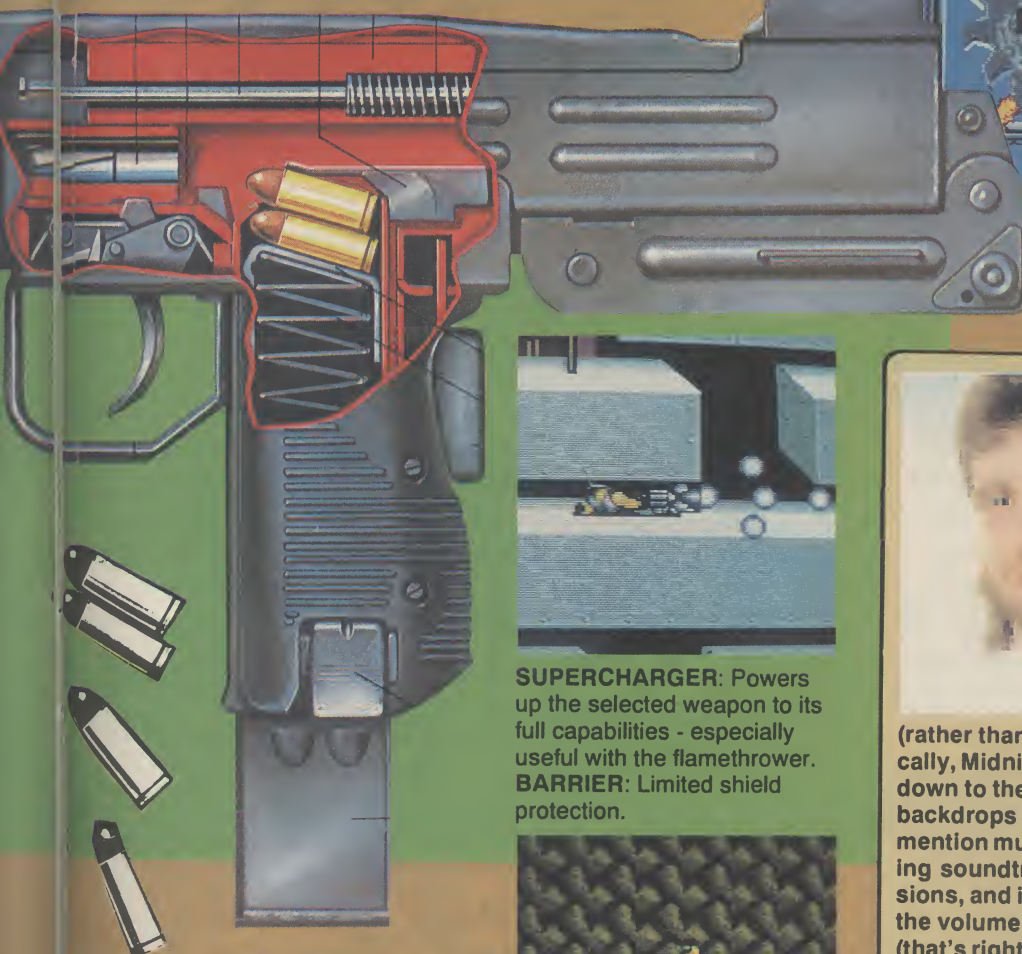 SUPERCHARGER: Powers
up the selected weapon to its
full capabilities - especially
useful with the flamethrower.
BARRIER: Limited shield
protection.
(rather than
cally, Midni
down to the
backdrops
mention mu
ing soundtr
sions, and i
the volume
(that's right